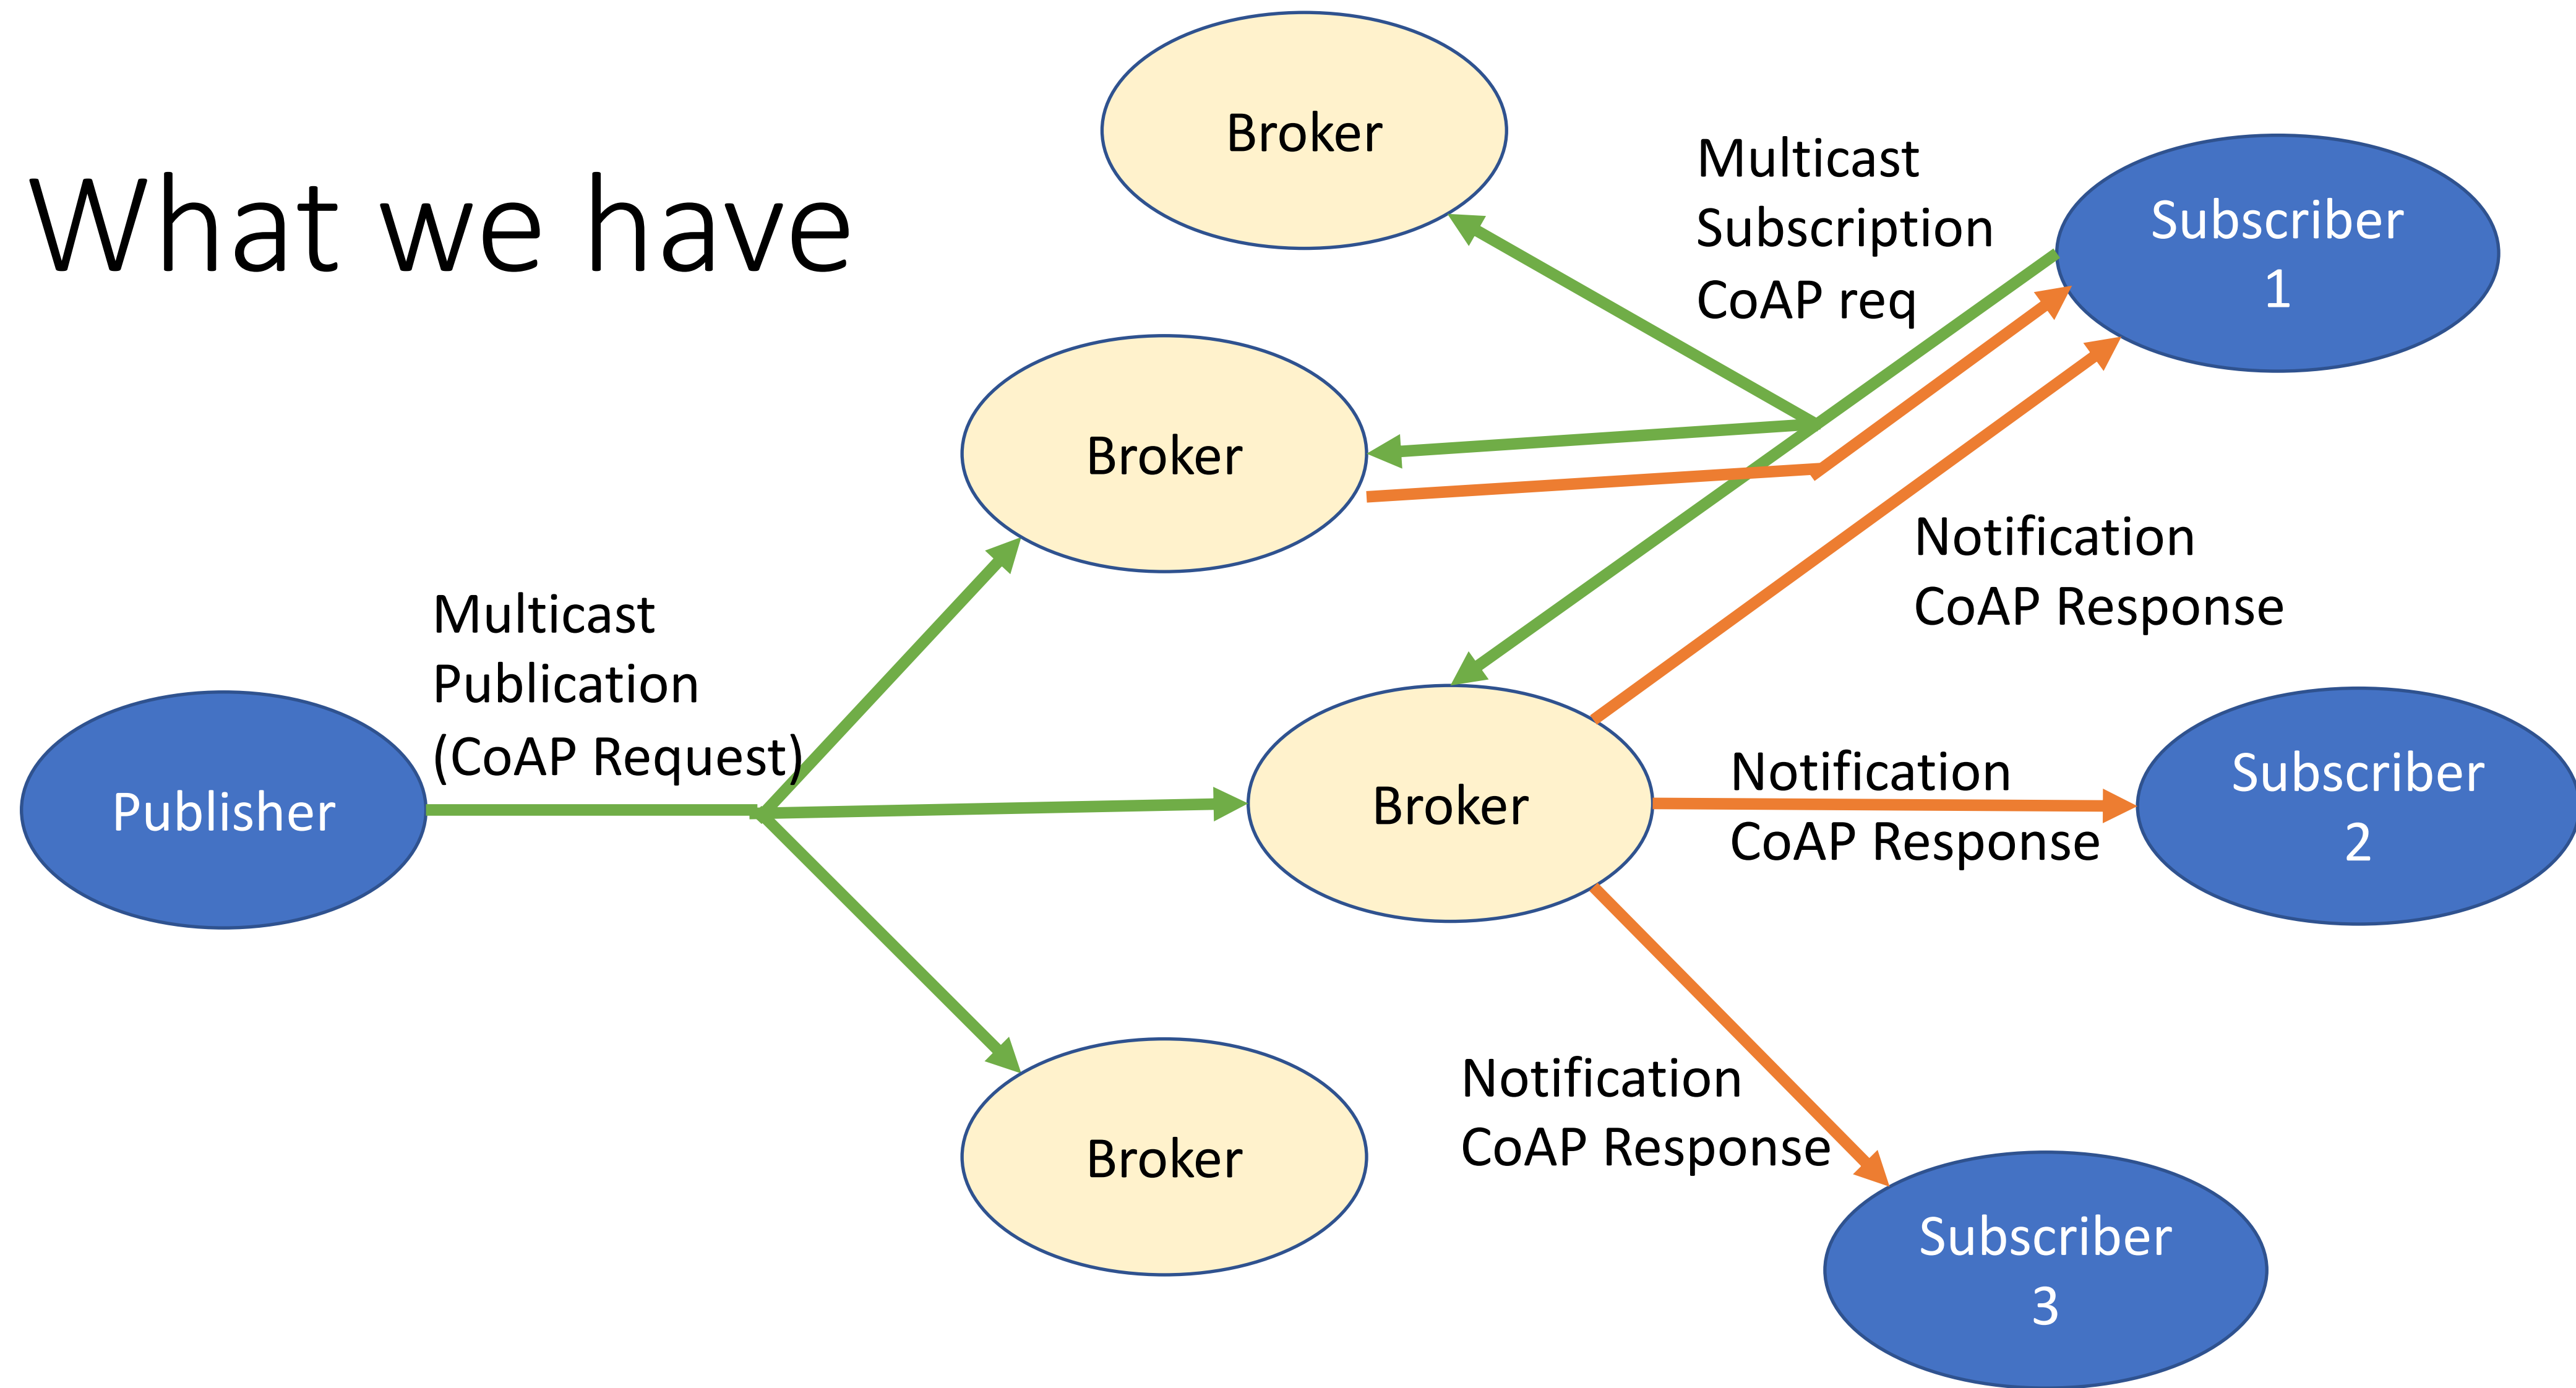 What we have
Broker
Multicast
Subscription
CoAP req
Subscriber
1
Broker
Notification
CoAP Response
Multicast
Publication
(CoAP Request)
Publisher
Broker
Notification
CoAP Response
Subscriber
2
Broker
Notification
CoAP Response
Subscriber
3